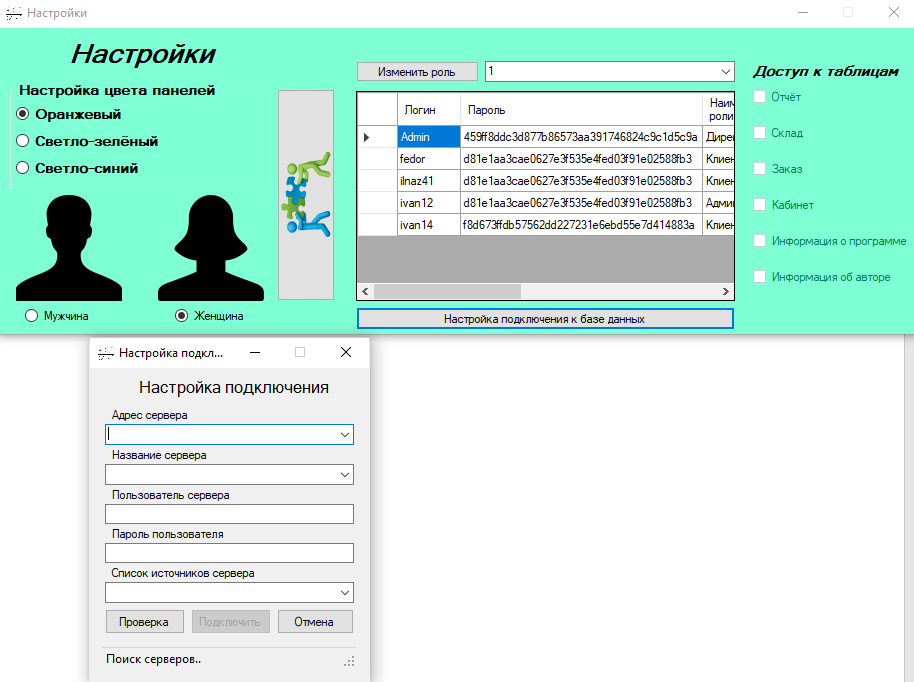 Настройки
Настройки
Настройка цвета панелей
Оранжевый
Светло-зелёный
Светло-синий
Мужчина
Женщина
Изменить роль
1
Логин Пароль Наим
роли
Admin 459ff8ddc3d877b86573aa391746824c9c1d5c9a Дирек
fedor d81e1aa3cae0627e3f535e4fed03f91e02588fb3 Клиен
ilnaz41 d81e1aa3cae0627e3f535e4fed03f91e02588fb3 Клиен
ivan12 d81e1aa3cae0627e3f535e4fed03f91e02588fb3 Админ
ivan14 f8d673ffdb57562dd227231e6ebd55e7d414883a Клиен
Настройка подключения к базе данных
Доступ к таблицам
Отчёт
Склад
Заказ
Кабинет
Информация о программе
Информация об авторе
Настройка подкл...
Настройка подключения
Адрес сервера
Название сервера
Пользователь сервера
Пароль пользователя
Список источников сервера
Проверка Подключить Отмена
Поиск серверов..